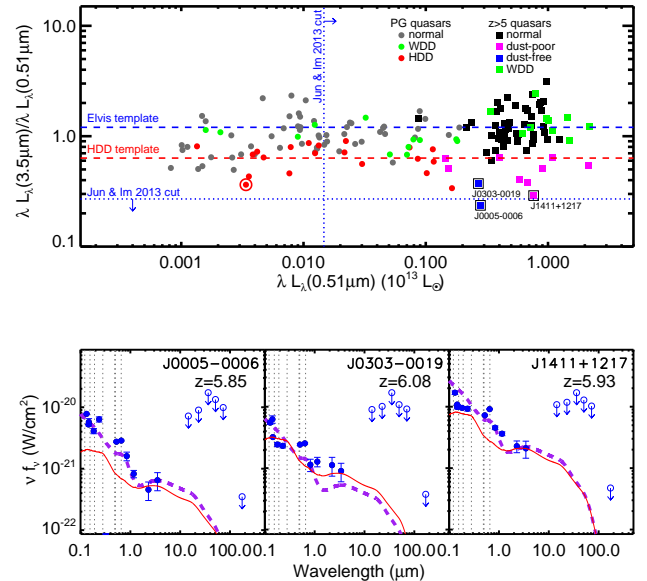 15.0
1.0
0.1
λ Lλ(3.5μm)/λ Lλ(0.51μm)
Jun & Im 2013 cut
PG quasars
normal
WDD
HDD
z>5 quasars
normal
dust-poor
dust-free
WDD
Elvis template
HDD template
Jun & Im 2013 cut
J0303-0019
J0005-0006
J1411+1217
0.001 0.010 0.100 1.000
λ Lλ(0.51μm) (10¹³ L☉)
J0005−0006
z=5.85
J0303−0019
z=6.08
J1411+1217
z=5.93
10⁻²⁰
10⁻²¹
10⁻²²
ν fν (W/cm²)
0.1 1.0 10.0 100.0 0.1 1.0 10.0 100.0 0.1 1.0 10.0 100.0
Wavelength (μm)